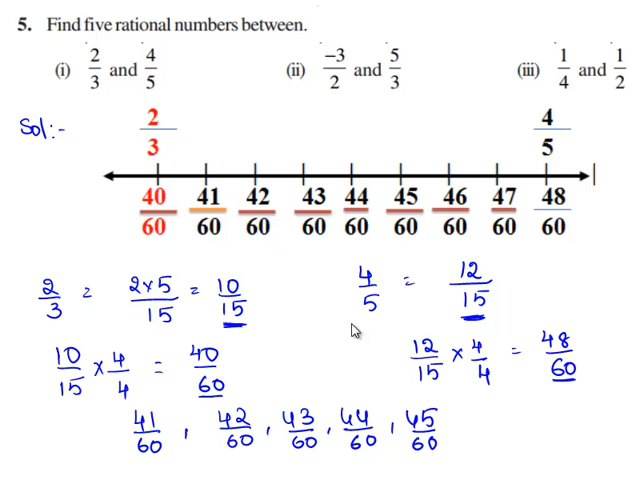 5. Find five rational numbers between.
(i) 2/3 and 4/5 (ii) -3/2 and 5/3 (iii) 1/4 and 1/2
Sol:-
2/3 4/5
40/60 41/60 42/60 43/60 44/60 45/60 46/60 47/60 48/60
2/3 = 2×5/15 = 10/15 4/5 = 12/15
10/15 × 4/4 = 40/60 12/15 × 4/4 = 48/60
41/60, 42/60, 43/60, 44/60, 45/60